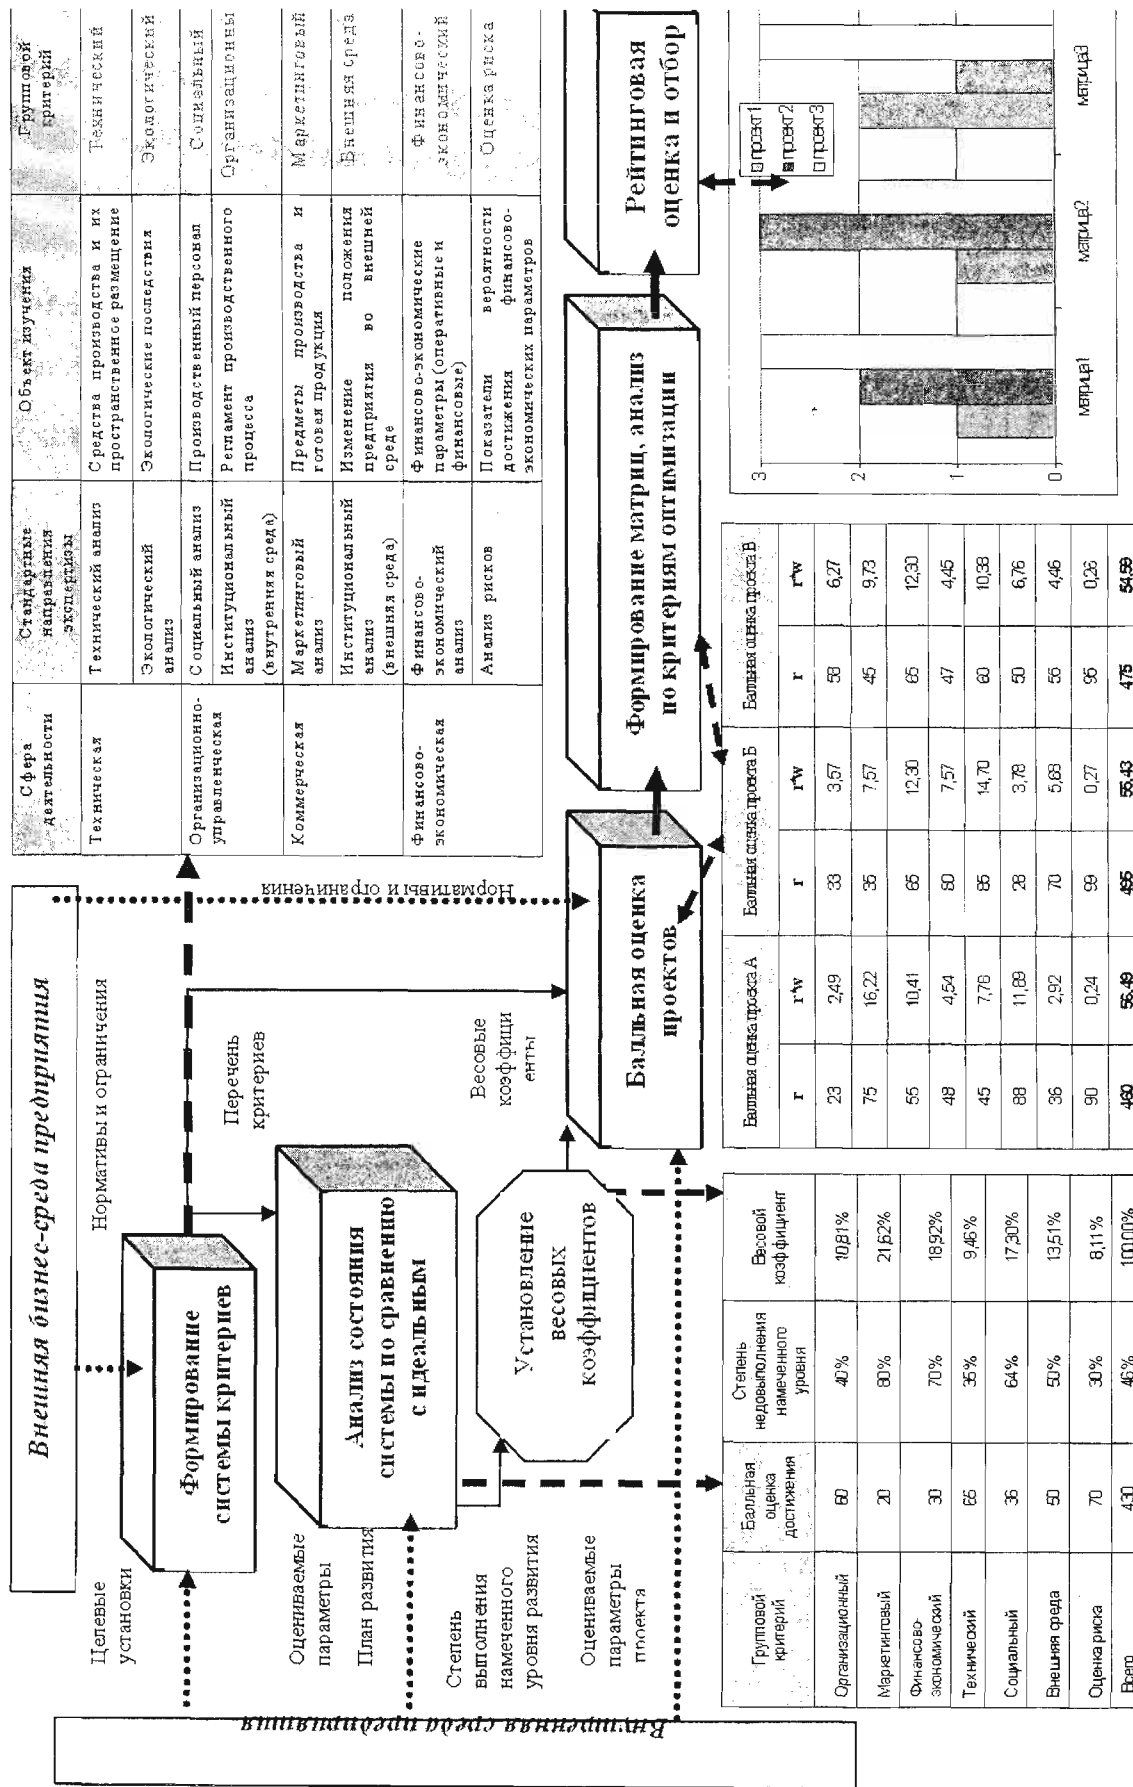 Внешняя бизнес-среда предприятия
Внутренняя среда предприятия
Целевые
установки
Нормативы и ограничения
Формирование
системы критериев
Перечень
критериев
Оцениваемые
параметры
План развития
Анализ состояния
системы по сравнению
с идеальным
Степень
выполнения
намеченного
уровня развития
Установление
весовых
коэффициентов
Весовые
коэффици
енты
Нормативы и ограничения
Оцениваемые
параметры
проекта
Балльная оценка
проектов
Формирование матриц, анализ
по критериям оптимизации
Рейтинговая
оценка и отбор
Сфера
деятельности
Стандартные
направления
экспертизы
Объект изучения
Групповой
критерий
Техническая
Технический анализ
Средства производства и их
пространственное размещение
Технический
Экологический
анализ
Экологические последствия
Экологический
Организационно-
управленческая
Социальный анализ
Производственный персонал
Социальный
Институциональный
анализ
(внутренняя среда)
Регламент производственного
процесса
Организационны
Коммерческая
Маркетинговый
анализ
Предметы производства и
готовая продукция
Маркетинговый
Институциональный
анализ
(внешняя среда)
Изменение положения
предприятия во внешней
среде
Внешняя среда
Финансово-
экономическая
Финансово-
экономический
анализ
Финансово-экономические
параметры (оперативные и
финансовые)
Финансово-
экономический
Анализ рисков
Показатели вероятности
достижения финансово-
экономических параметров
Оценка риска
Групповой
критерий
Балльная
оценка
достижения
Степень
недовыполнения
намеченного
уровня
Весовой
коэффициент
Организационный 60 40% 10,81%
Маркетинговый 20 80% 21,62%
Финансово-
экономический 30 70% 18,92%
Технический 65 35% 9,46%
Социальный 36 64% 17,30%
Внешняя среда 50 50% 13,51%
Оценка риска 70 30% 8,11%
Всего 430 46% 100,00%
Балльная оценка проекта А Балльная оценка проекта Б Балльная оценка проекта В
r r*w r r*w r r*w
23 2,49 33 3,57 58 6,27
75 16,22 35 7,57 45 9,73
55 10,41 65 12,30 65 12,30
48 4,54 80 7,57 47 4,45
45 7,78 85 14,70 60 10,38
88 11,89 28 3,78 50 6,76
36 2,92 70 5,68 55 4,46
90 0,24 99 0,27 95 0,26
460 56,49 495 55,43 475 54,59
3
2
1
0
матрица1 матрица2 матрица3
проект1
проект2
проект3